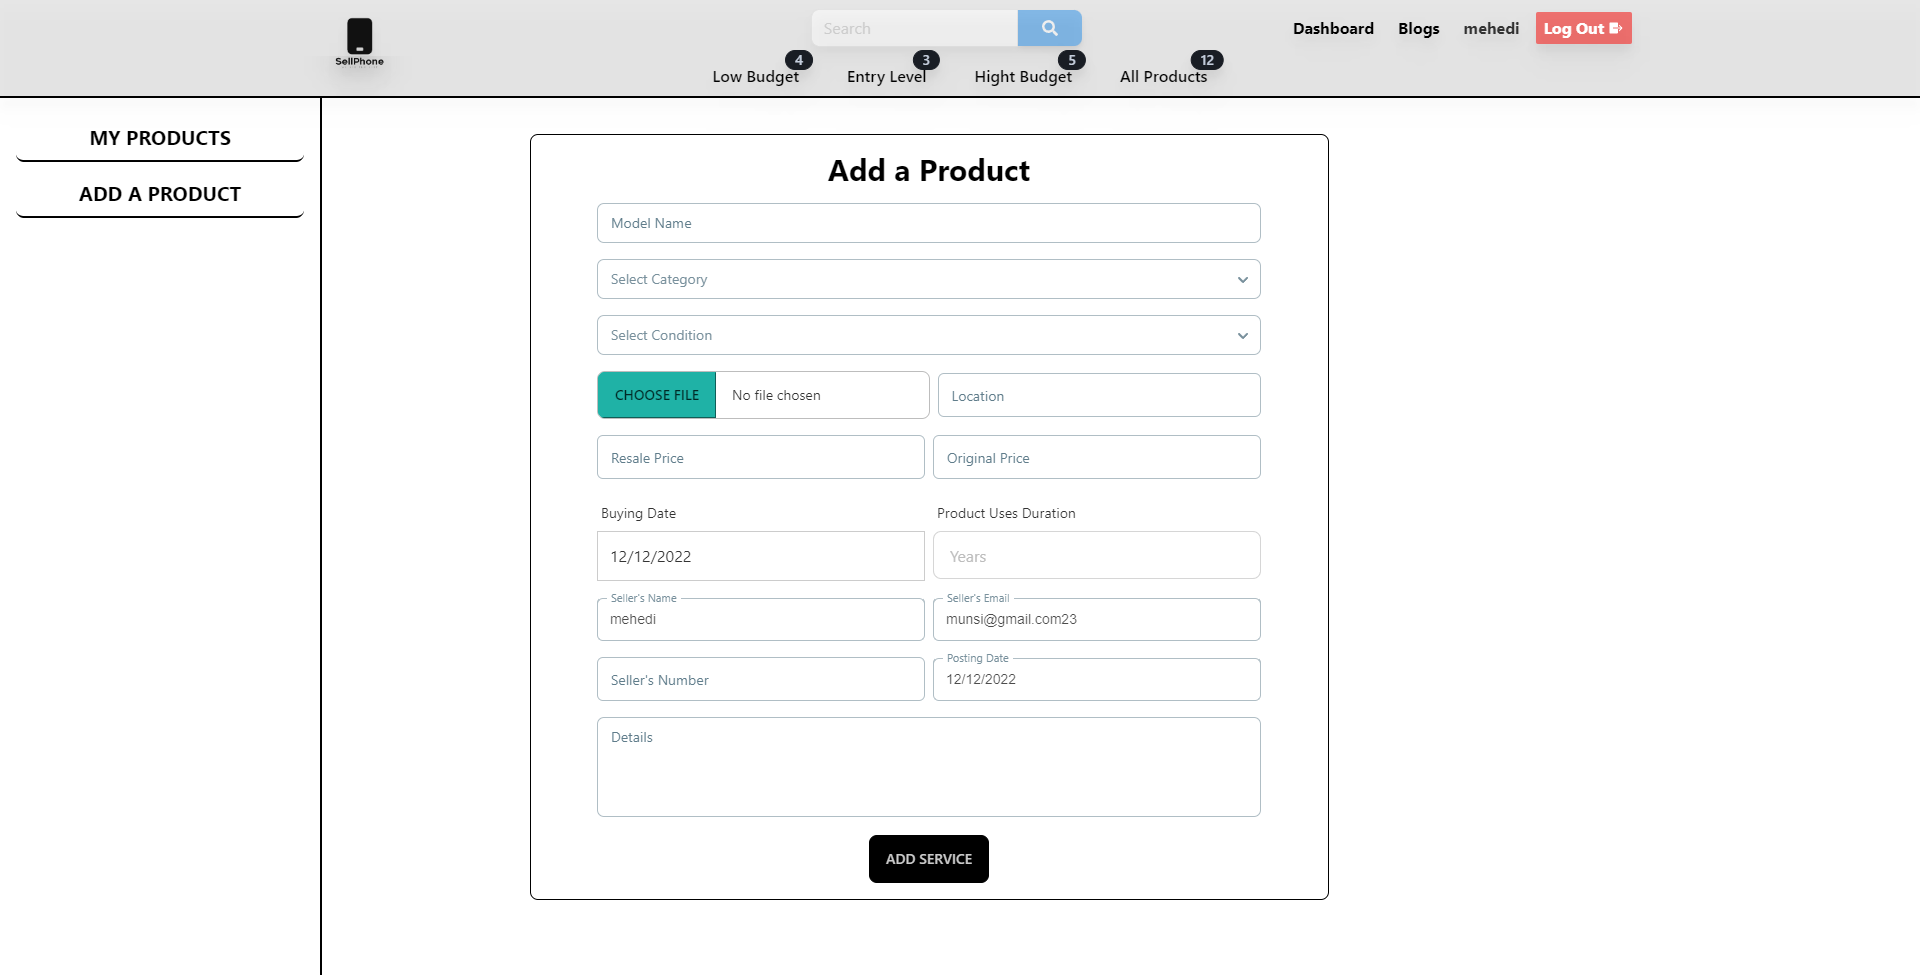 SellPhone
Search
Dashboard Blogs mehedi Log Out
4 3 5 12
Low Budget Entry Level Hight Budget All Products
MY PRODUCTS
ADD A PRODUCT
Add a Product
Model Name
Select Category
Select Condition
CHOOSE FILE No file chosen Location
Resale Price Original Price
Buying Date Product Uses Duration
12/12/2022 Years
Seller's Name Seller's Email
mehedi munsi@gmail.com23
Posting Date
Seller's Number 12/12/2022
Details
ADD SERVICE